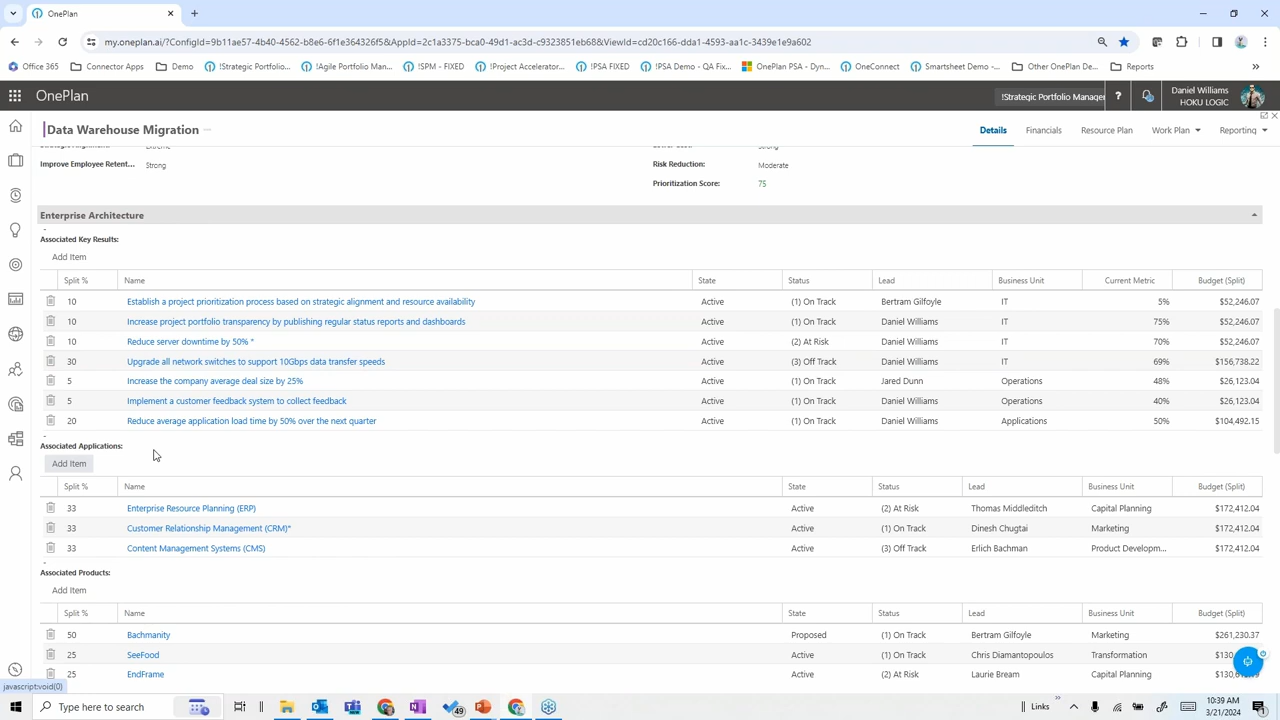 OnePlan
my.oneplan.ai/?ConfigId=9b11ae57-4b40-4562-b8e6-6f1e364326f5&AppId=2c1a3375-bca0-49d1-ac3d-c9323851eb68&ViewId=cd20c166-dda1-4593-aa1c-3439e1e9a602
Office 365 Connector Apps Demo !Strategic Portfolio... !Agile Portfolio Man... !SPM - FIXED !Project Accelerator... !PSA FIXED !PSA Demo - QA Fix... OnePlan PSA - Dyn... OneConnect Smartsheet Demo -... Other OnePlan De... Reports »
OnePlan !Strategic Portfolio Manager ? Daniel Williams
HOKU LOGIC
Data Warehouse Migration ... Details Financials Resource Plan Work Plan Reporting
Improve Employee Retent... Strong Risk Reduction: Moderate
Prioritization Score: 75
Enterprise Architecture
Associated Key Results:
Add Item
Split % Name State Status Lead Business Unit Current Metric Budget (Split)
10 Establish a project prioritization process based on strategic alignment and resource availability Active (1) On Track Bertram Gilfoyle IT 5% $52,246.07
10 Increase project portfolio transparency by publishing regular status reports and dashboards Active (1) On Track Daniel Williams IT 75% $52,246.07
10 Reduce server downtime by 50% * Active (2) At Risk Daniel Williams IT 70% $52,246.07
30 Upgrade all network switches to support 10Gbps data transfer speeds Active (3) Off Track Daniel Williams IT 69% $156,738.22
5 Increase the company average deal size by 25% Active (1) On Track Jared Dunn Operations 48% $26,123.04
5 Implement a customer feedback system to collect feedback Active (1) On Track Daniel Williams Operations 40% $26,123.04
20 Reduce average application load time by 50% over the next quarter Active (1) On Track Daniel Williams Applications 50% $104,492.15
Associated Applications:
Add Item
Split % Name State Status Lead Business Unit Budget (Split)
33 Enterprise Resource Planning (ERP) Active (2) At Risk Thomas Middleditch Capital Planning $172,412.04
33 Customer Relationship Management (CRM)* Active (1) On Track Dinesh Chugtai Marketing $172,412.04
33 Content Management Systems (CMS) Active (3) Off Track Erlich Bachman Product Developm... $172,412.04
Associated Products:
Add Item
Split % Name State Status Lead Business Unit Budget (Split)
50 Bachmanity Proposed (1) On Track Bertram Gilfoyle Marketing $261,230.37
25 SeeFood Active (1) On Track Chris Diamantopoulos Transformation
25 EndFrame Active (2) At Risk Laurie Bream Capital Planning
javascript:void(0)
Type here to search 49 Links » 10:39 AM
3/21/2024